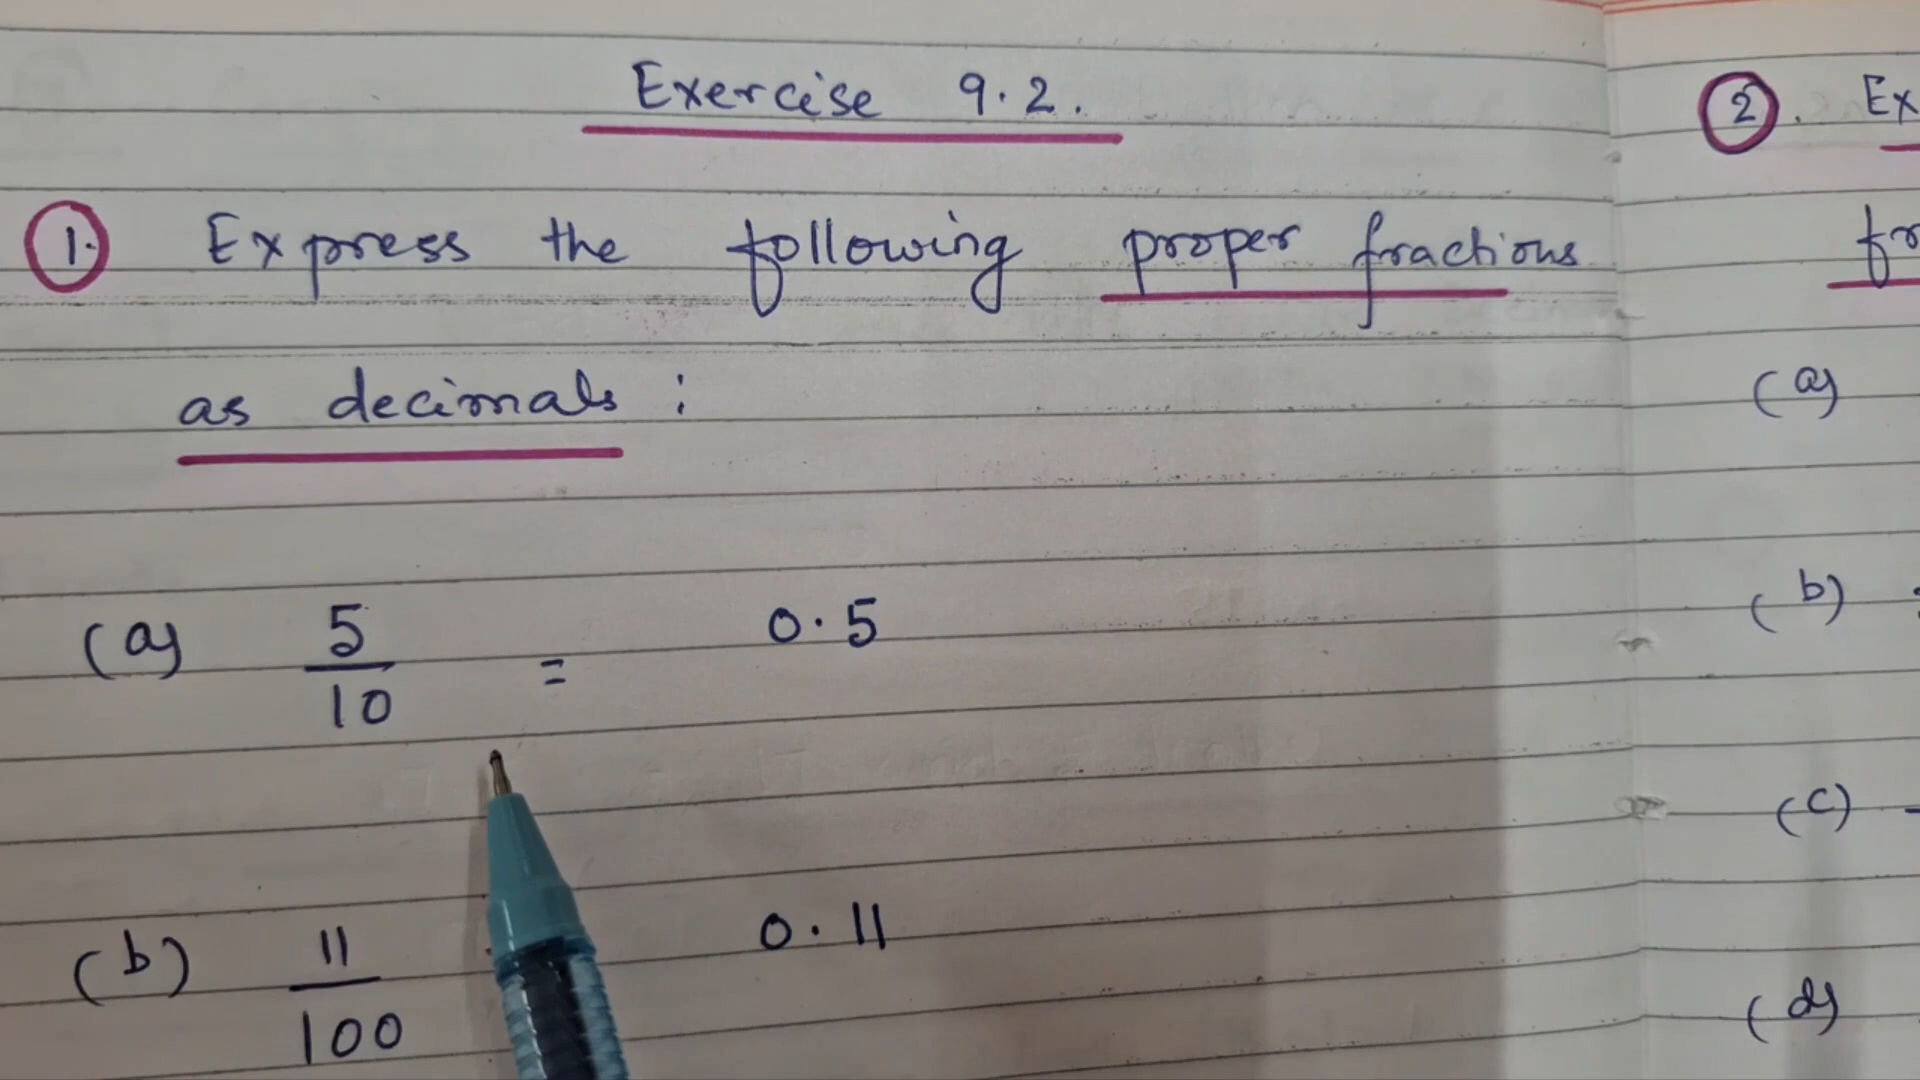 Exercise 9.2.
1. Express the following proper fractions
as decimals :
(a) 5/10 = 0.5
(b) 11/100 0.11
2. Ex
fr
(a)
(b)
(c)
(d)